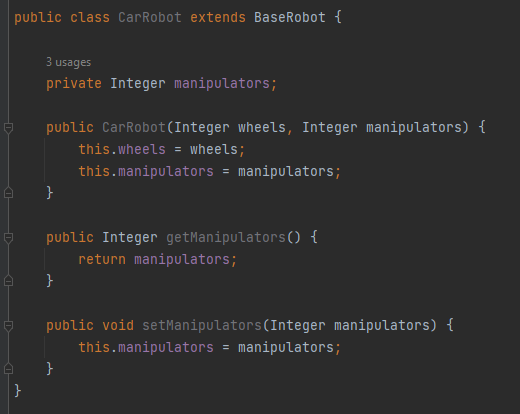 public class CarRobot extends BaseRobot {
3 usages
private Integer manipulators;
public CarRobot(Integer wheels, Integer manipulators) {
this.wheels = wheels;
this.manipulators = manipulators;
}
public Integer getManipulators() {
return manipulators;
}
public void setManipulators(Integer manipulators) {
this.manipulators = manipulators;
}
}